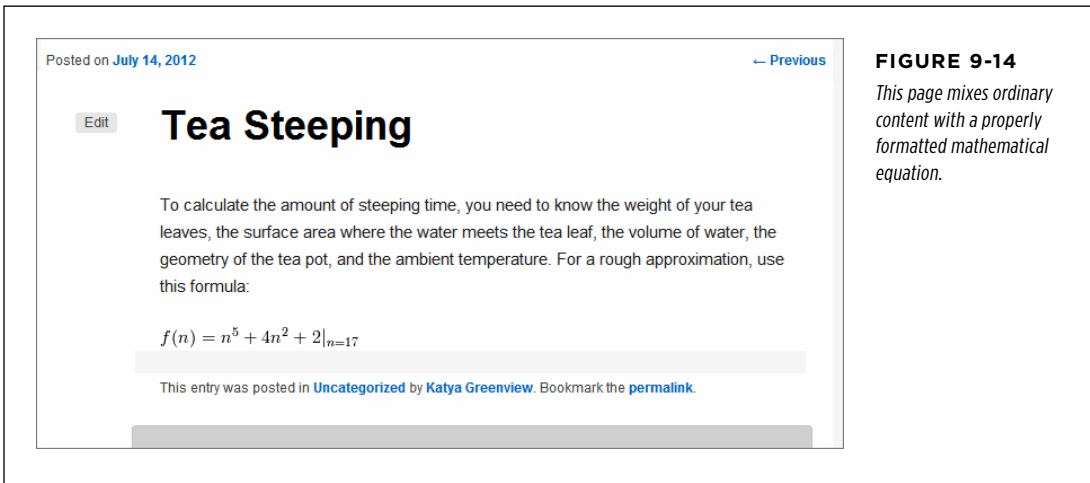 Posted on July 14, 2012
← Previous
Edit
Tea Steeping
To calculate the amount of steeping time, you need to know the weight of your tea
leaves, the surface area where the water meets the tea leaf, the volume of water, the
geometry of the tea pot, and the ambient temperature. For a rough approximation, use
this formula:
f(n) = n⁵ + 4n² + 2|ₙ₌₁₇
This entry was posted in Uncategorized by Katya Greenview. Bookmark the permalink.
FIGURE 9-14
This page mixes ordinary
content with a properly
formatted mathematical
equation.